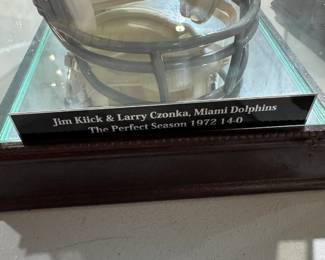 Jim Kiick & Larry Czonka, Miami Dolphins
The Perfect Season 1972 14-0